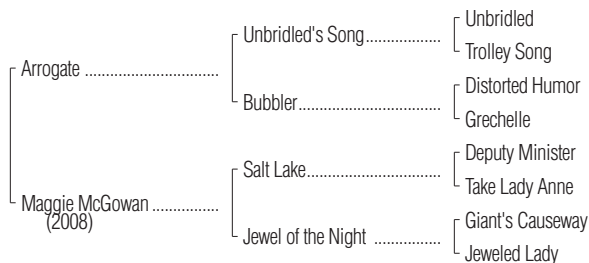 Unbridled
Unbridled's Song....................
Trolley Song
Arrogate ...................................
Distorted Humor
Bubbler.....................................
Grechelle
Deputy Minister
Salt Lake...................................
Take Lady Anne
Maggie McGowan .................
(2008)
Giant's Causeway
Jewel of the Night .................
Jeweled Lady